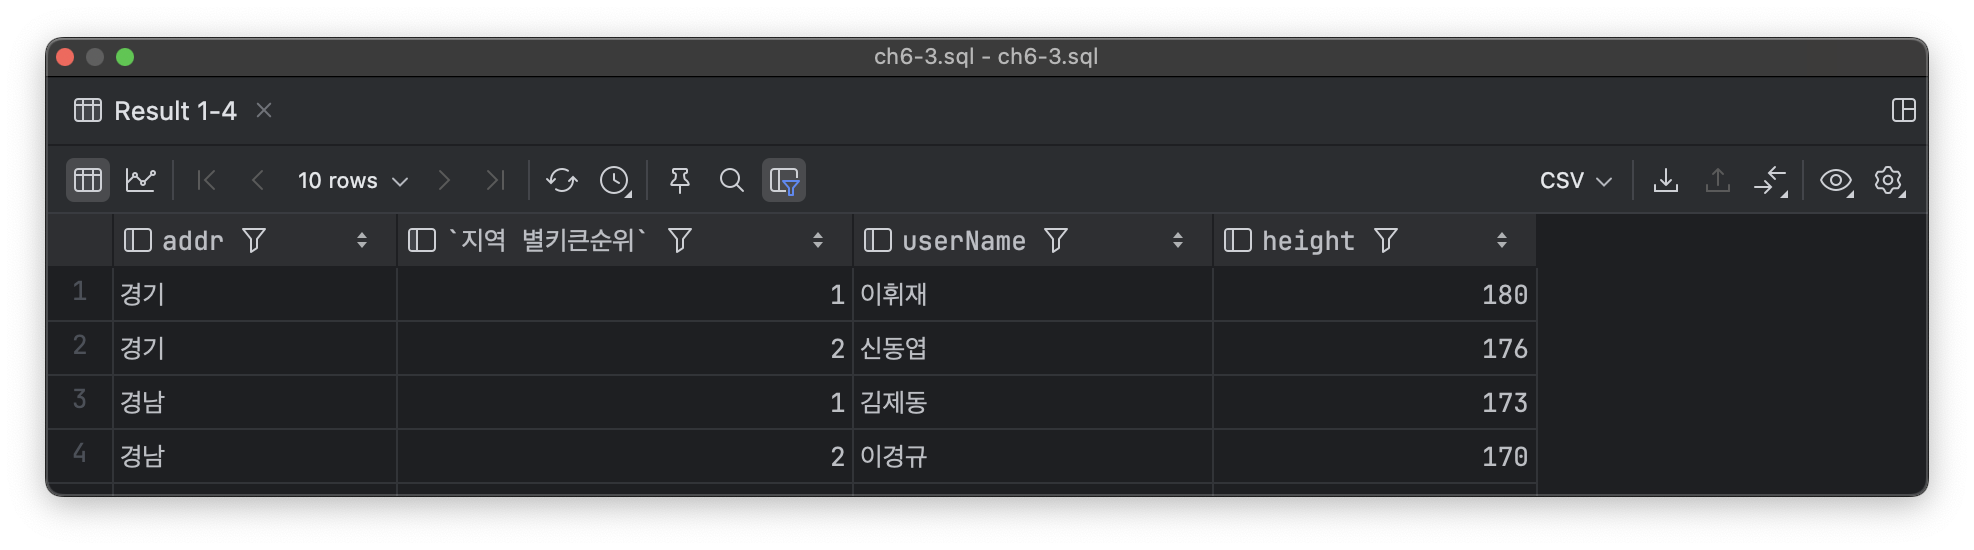 ch6-3.sql - ch6-3.sql
Result 1-4
10 rows CSV
addr `지역 별키큰순위` userName height
1 경기 1 이휘재 180
2 경기 2 신동엽 176
3 경남 1 김제동 173
4 경남 2 이경규 170